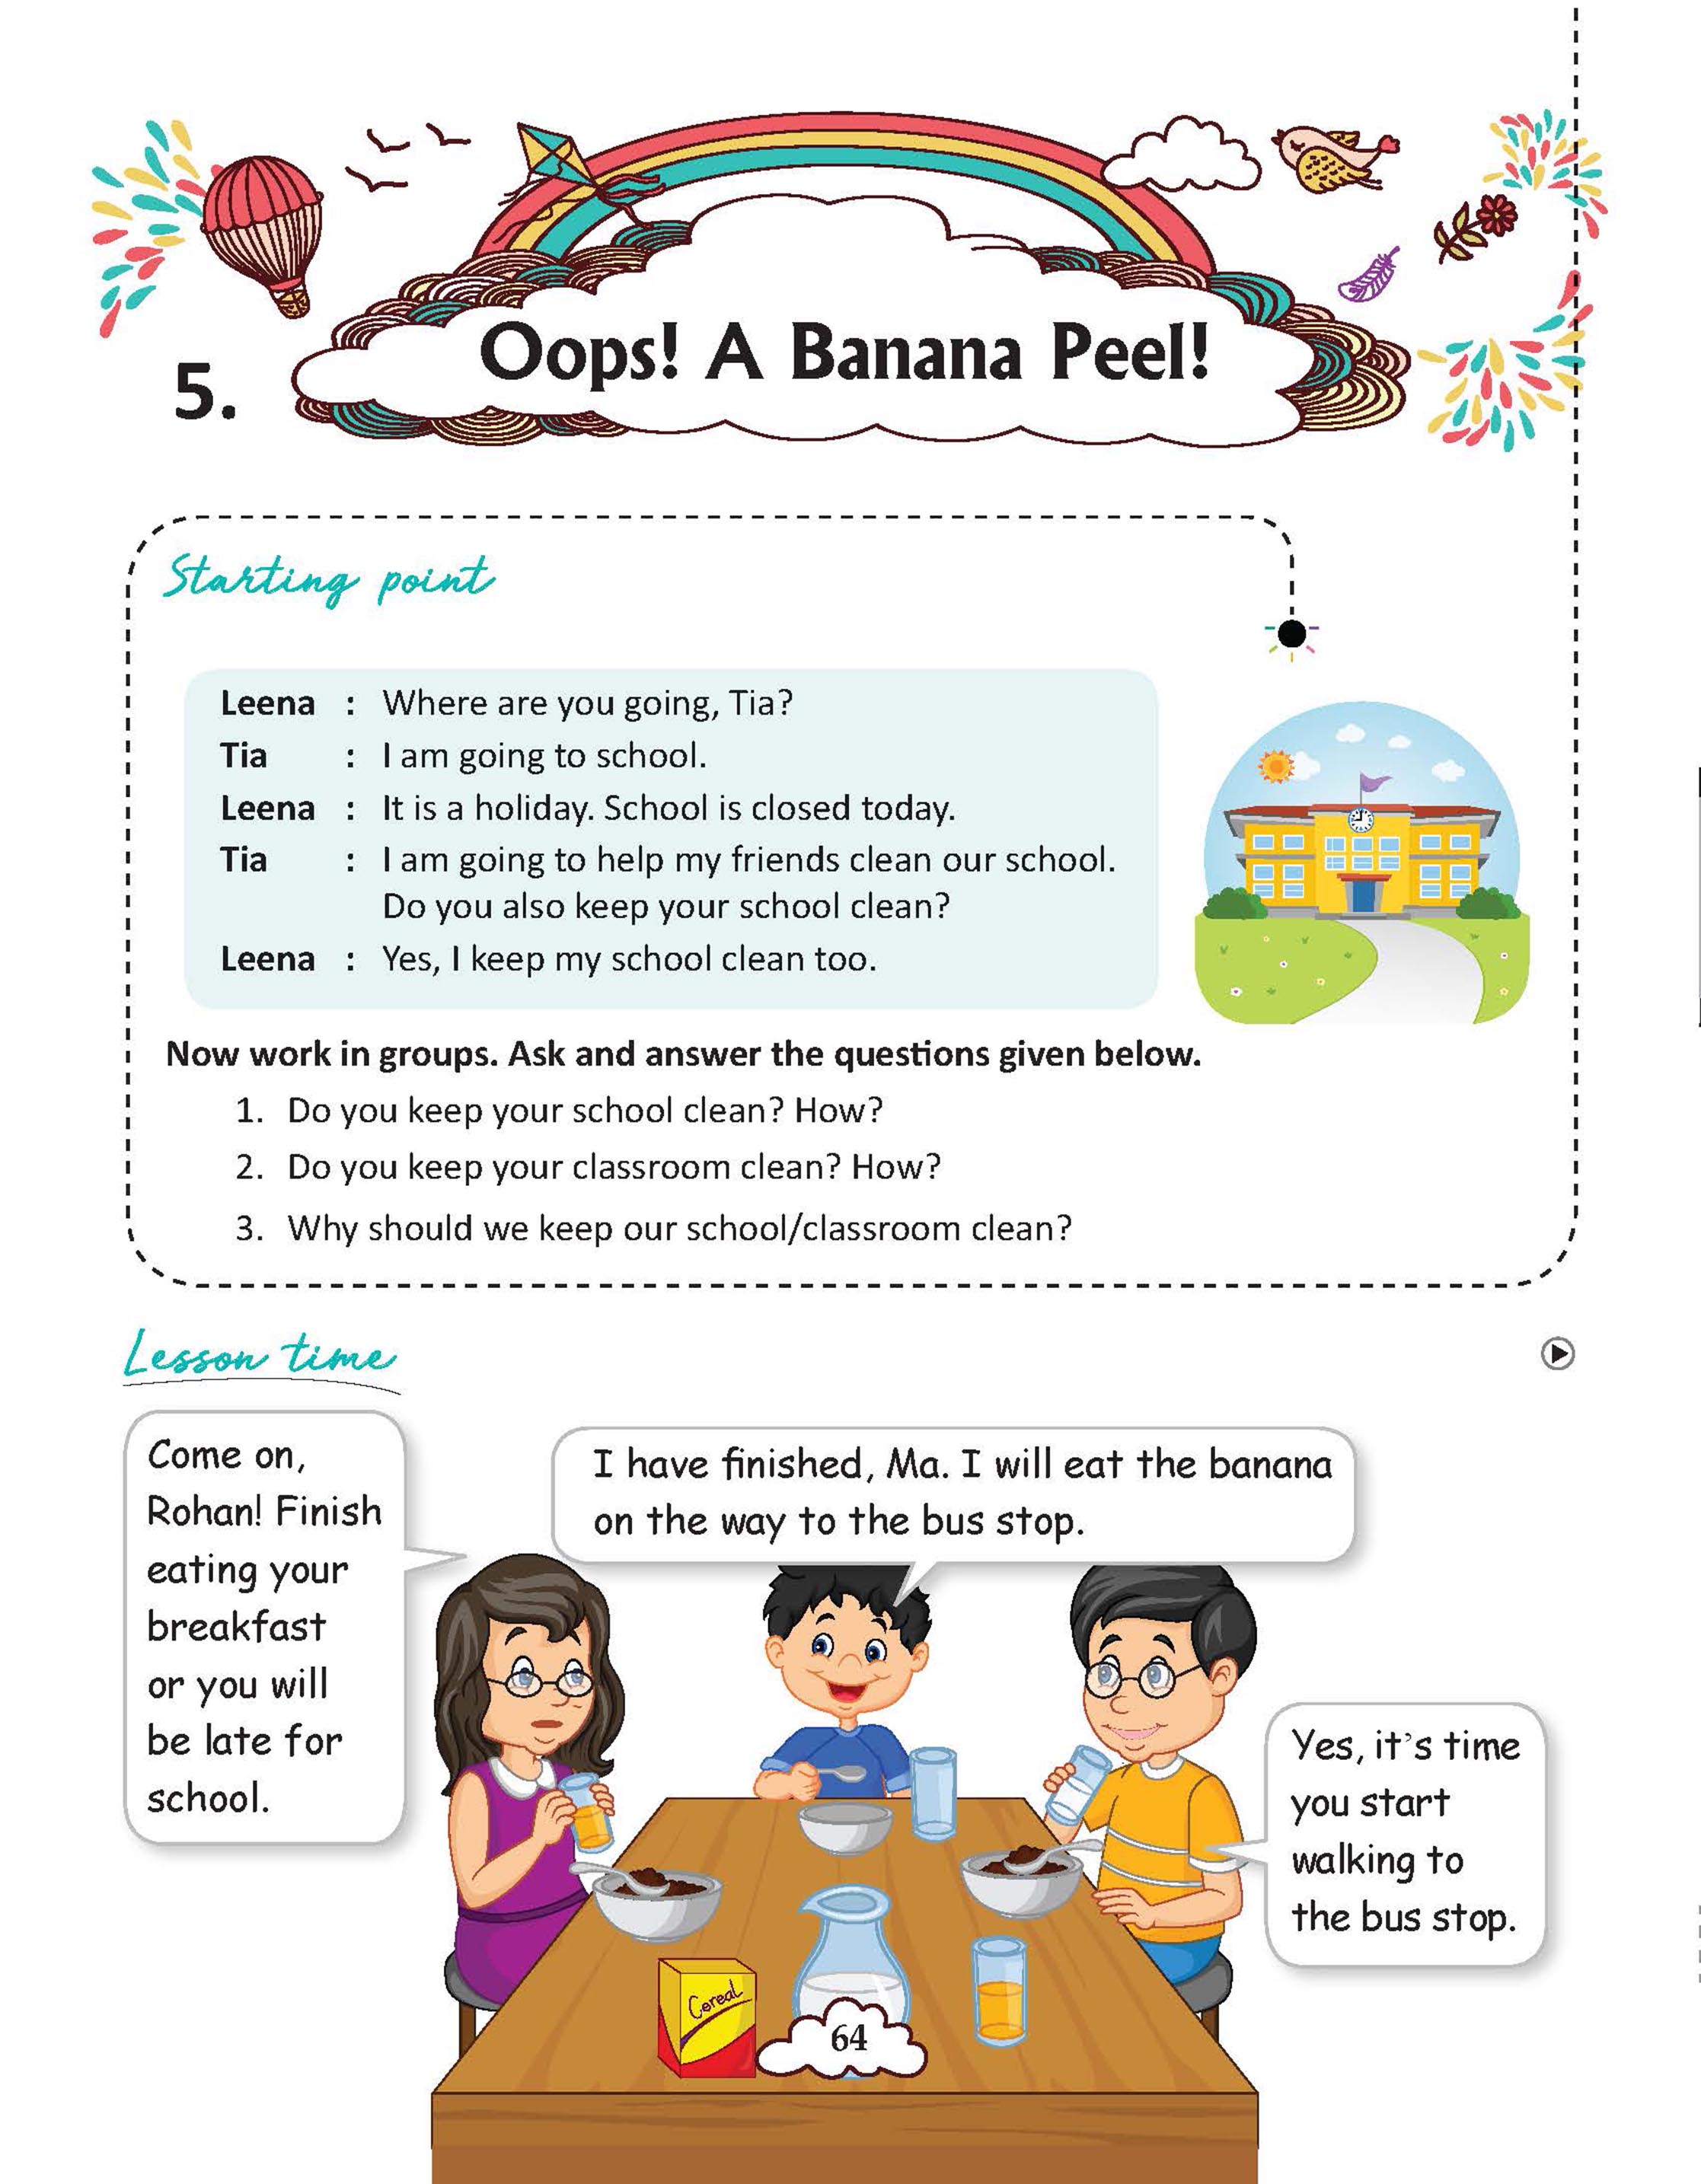 5.
Oops! A Banana Peel!
Starting point
Leena : Where are you going, Tia?
Tia : I am going to school.
Leena : It is a holiday. School is closed today.
Tia : I am going to help my friends clean our school.
Do you also keep your school clean?
Leena : Yes, I keep my school clean too.
Now work in groups. Ask and answer the questions given below.
1. Do you keep your school clean? How?
2. Do you keep your classroom clean? How?
3. Why should we keep our school/classroom clean?
Lesson time
Come on,
Rohan! Finish
eating your
breakfast
or you will
be late for
school.
I have finished, Ma. I will eat the banana
on the way to the bus stop.
Yes, it's time
you start
walking to
the bus stop.
Cereal
64